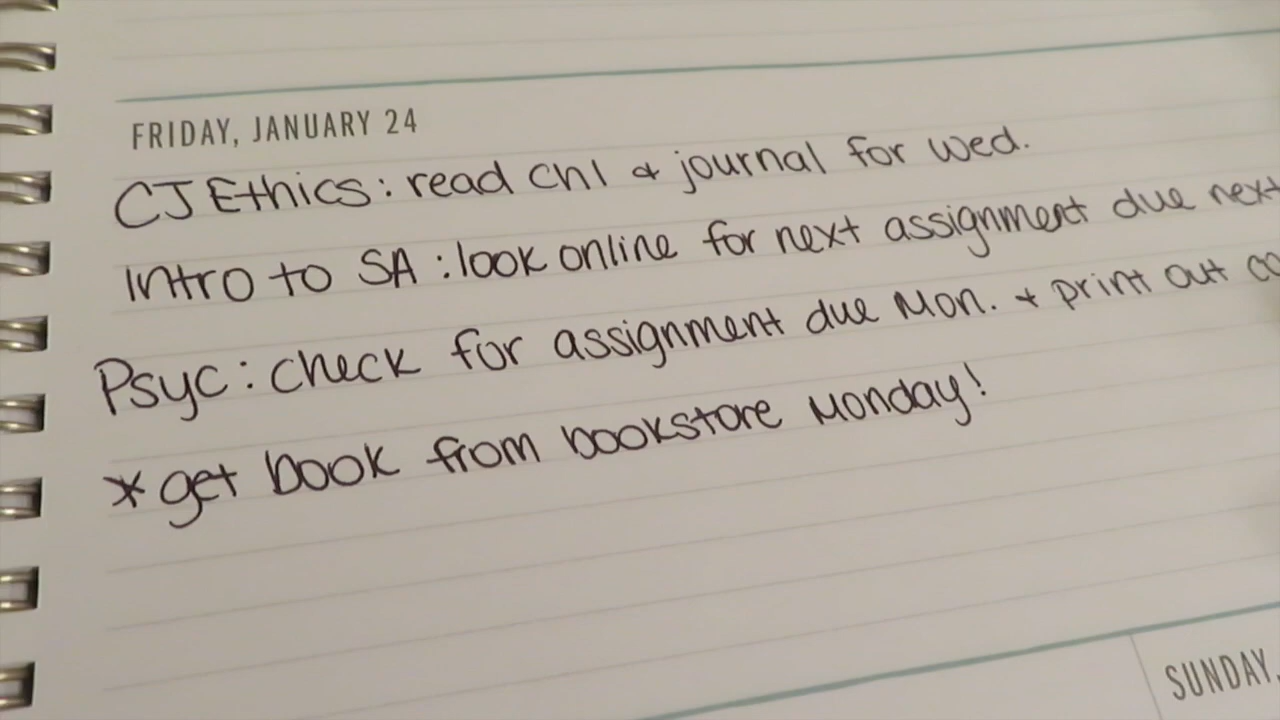 FRIDAY, JANUARY 24
CJ Ethics: read Ch1 & journal for Wed.
Intro to SA: look online for next assignment due next
Psyc: check for assignment due Mon. & print out
*get book from bookstore Monday!
SUNDAY,